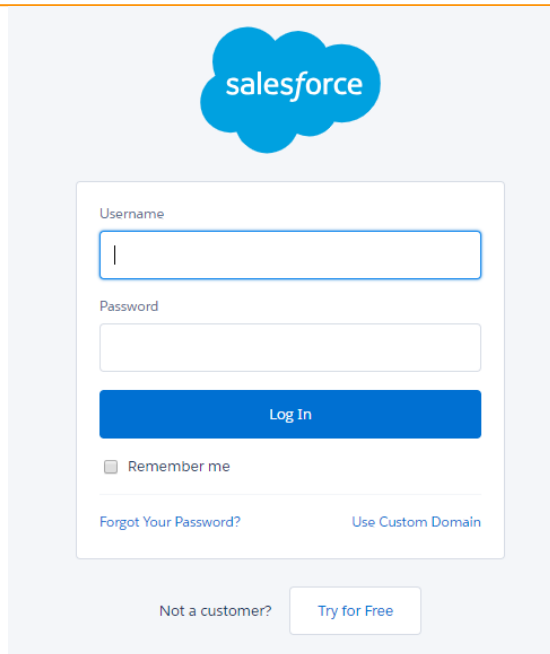 salesforce
Username
Password
Log In
Remember me
Forgot Your Password? Use Custom Domain
Not a customer? Try for Free